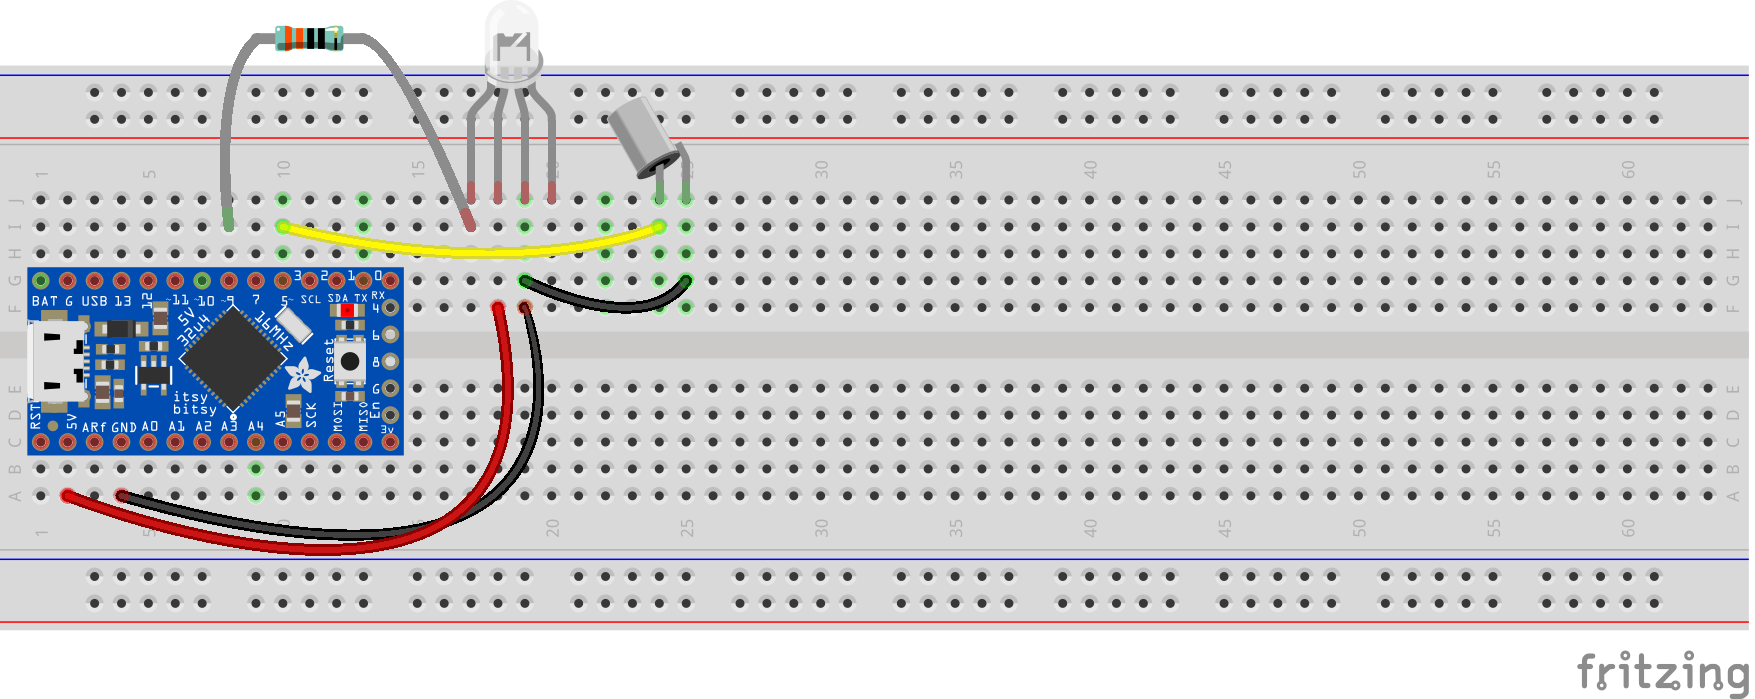 1 5 10 15 20 25 30 35 40 45 50 55 60
J J
I I
H H
G G
F F
3 2 1 0
BAT G USB 13 12 ~11 ~10 ~9 7 5~ SCL SDA TX RX
4
6
8
G
En
3v
5V
32u4
16MHz
Reset
itsy
bitsy
RST 5V ARf GND A0 A1 A2 A3 A4 A5 SCK MOSI MISO
E E
D D
C C
B B
A A
1 5 20 25 30 35 40 45 50 55 60
fritzing